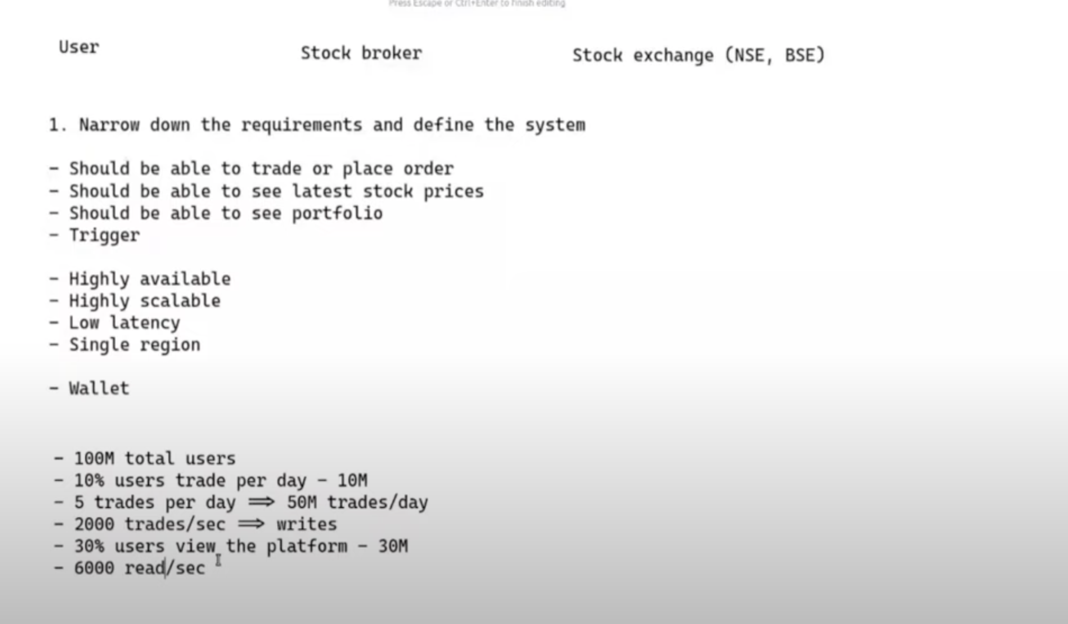 Press Escape or Ctrl+Enter to finish editing
User
Stock broker
Stock exchange (NSE, BSE)
1. Narrow down the requirements and define the system
- Should be able to trade or place order
- Should be able to see latest stock prices
- Should be able to see portfolio
- Trigger
- Highly available
- Highly scalable
- Low latency
- Single region
- Wallet
- 100M total users
- 10% users trade per day - 10M
- 5 trades per day ⟹ 50M trades/day
- 2000 trades/sec ⟹ writes
- 30% users view the platform - 30M
- 6000 read/sec